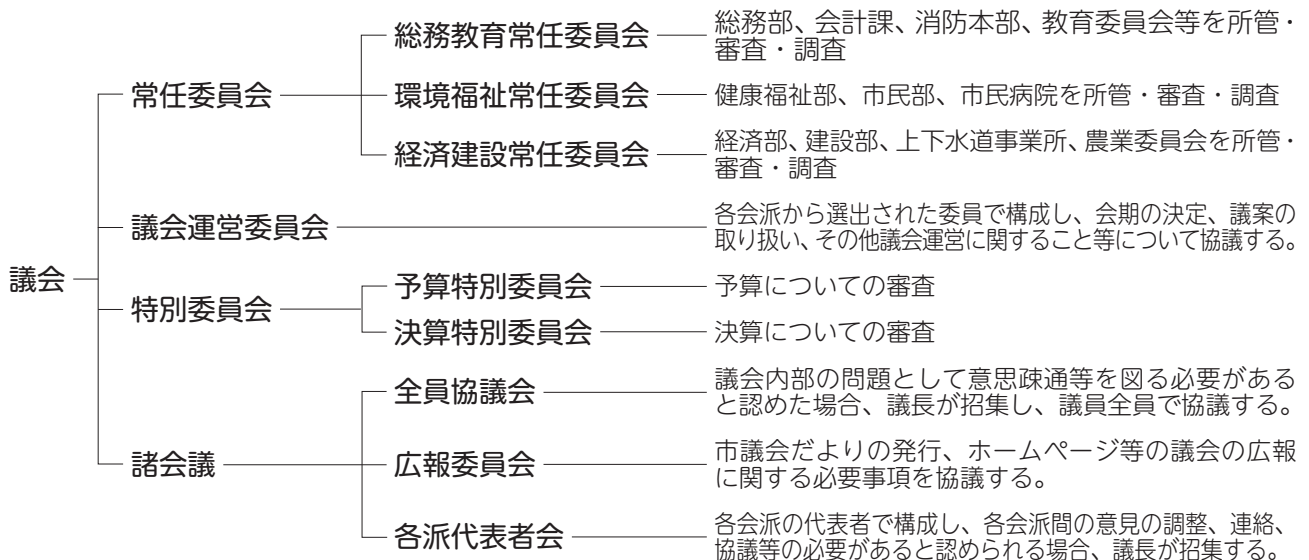 議会
常任委員会
総務教育常任委員会
総務部、会計課、消防本部、教育委員会等を所管・
審査・調査
環境福祉常任委員会
健康福祉部、市民部、市民病院を所管・審査・調査
経済建設常任委員会
経済部、建設部、上下水道事業所、農業委員会を所管・
審査・調査
議会運営委員会
各会派から選出された委員で構成し、会期の決定、議案の
取り扱い、その他議会運営に関すること等について協議する。
特別委員会
予算特別委員会
予算についての審査
決算特別委員会
決算についての審査
諸会議
全員協議会
議会内部の問題として意思疎通等を図る必要がある
と認めた場合、議長が招集し、議員全員で協議する。
広報委員会
市議会だよりの発行、ホームページ等の議会の広報
に関する必要事項を協議する。
各派代表者会
各会派の代表者で構成し、各会派間の意見の調整、連絡、
協議等の必要があると認められる場合、議長が招集する。